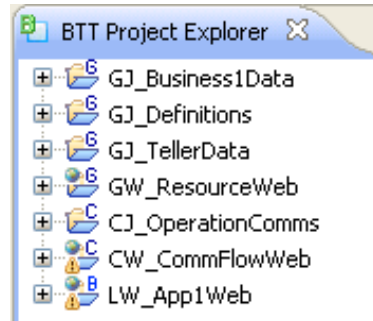 BTT Project Explorer
G GJ_Business1Data
G GJ_Definitions
G GJ_TellerData
G GW_ResourceWeb
C CJ_OperationComms
C CW_CommFlowWeb
B LW_App1Web